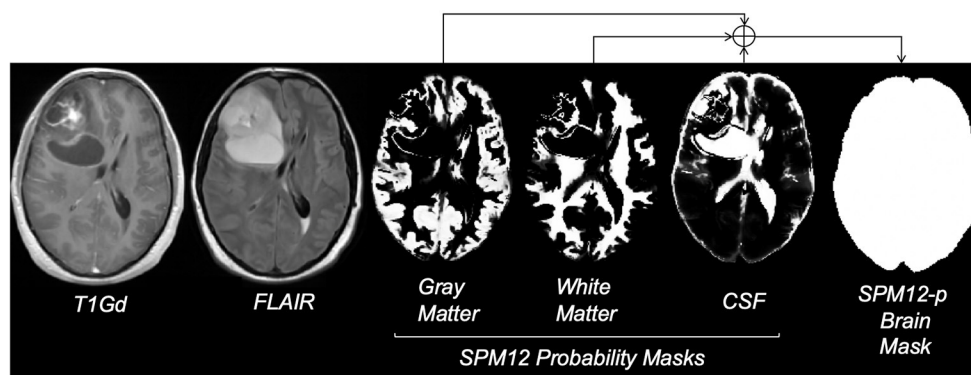 T1Gd
FLAIR
Gray
Matter
White
Matter
CSF
SPM12-p
Brain
Mask
SPM12 Probability Masks